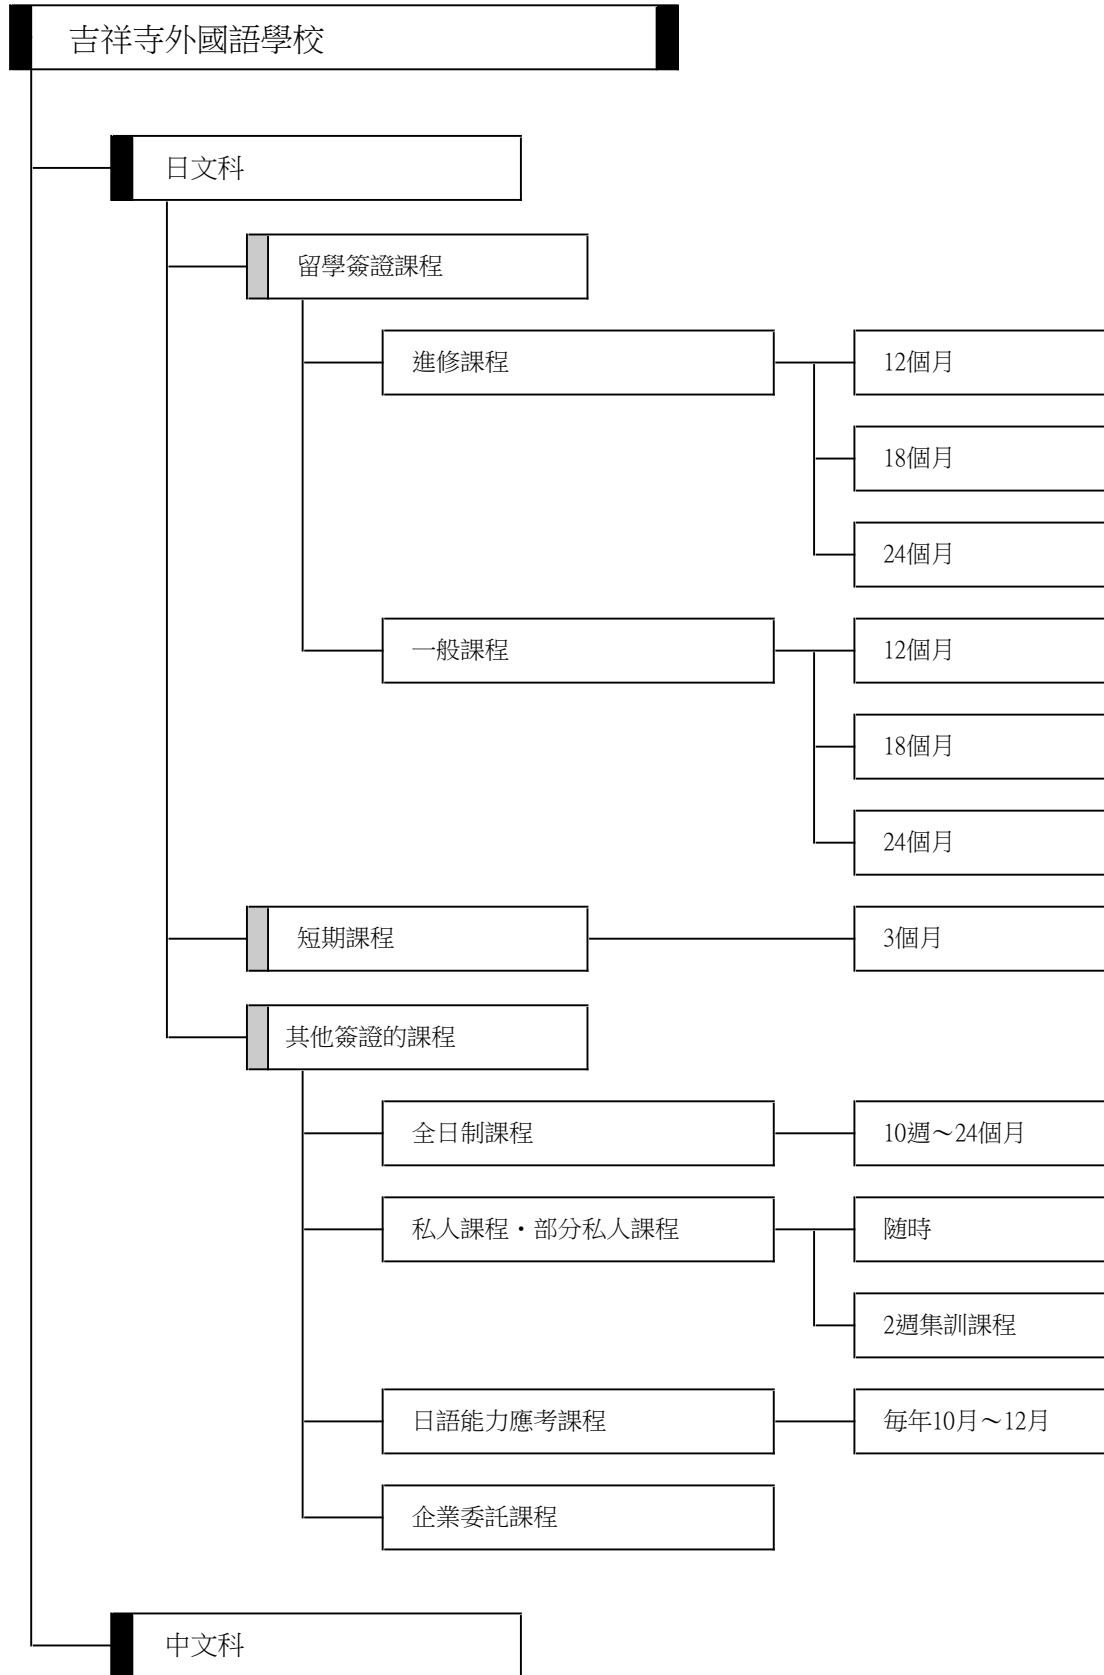 吉祥寺外國語學校
日文科
留學簽證課程
進修課程
12個月
18個月
24個月
一般課程
12個月
18個月
24個月
短期課程
3個月
其他簽證的課程
全日制課程
10週～24個月
私人課程・部分私人課程
随時
2週集訓課程
日語能力應考課程
毎年10月～12月
企業委託課程
中文科